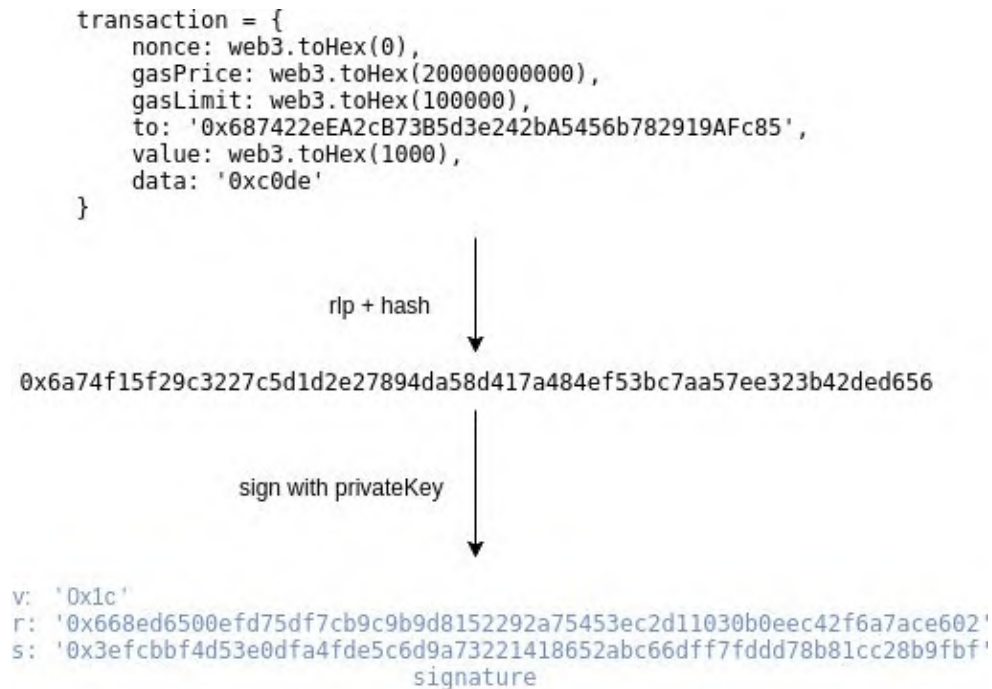 transaction = {
nonce: web3.toHex(0),
gasPrice: web3.toHex(20000000000),
gasLimit: web3.toHex(100000),
to: '0x687422eEA2cB73B5d3e242bA5456b782919AFc85',
value: web3.toHex(1000),
data: '0xc0de'
}
rlp + hash
0x6a74f15f29c3227c5d1d2e27894da58d417a484ef53bc7aa57ee323b42ded656
sign with privateKey
v: '0x1c'
r: '0x668ed6500efd75df7cb9c9b9d8152292a75453ec2d11030b0eec42f6a7ace602'
s: '0x3efcbbf4d53e0dfa4fde5c6d9a73221418652abc66dff7fddd78b81cc28b9fbf'
signature